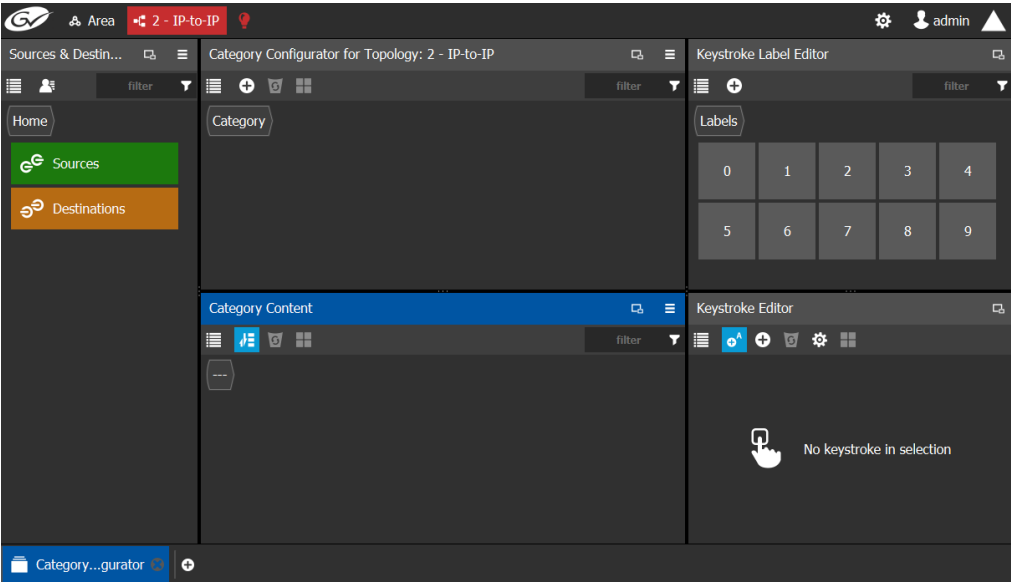 GV Area 2 - IP-to-IP admin
Sources & Destin...
filter
Home
Sources
Destinations
Category Configurator for Topology: 2 - IP-to-IP
filter
Category
Keystroke Label Editor
filter
Labels
0 1 2 3 4
5 6 7 8 9
Category Content
filter
---
Keystroke Editor
A
No keystroke in selection
Category...gurator